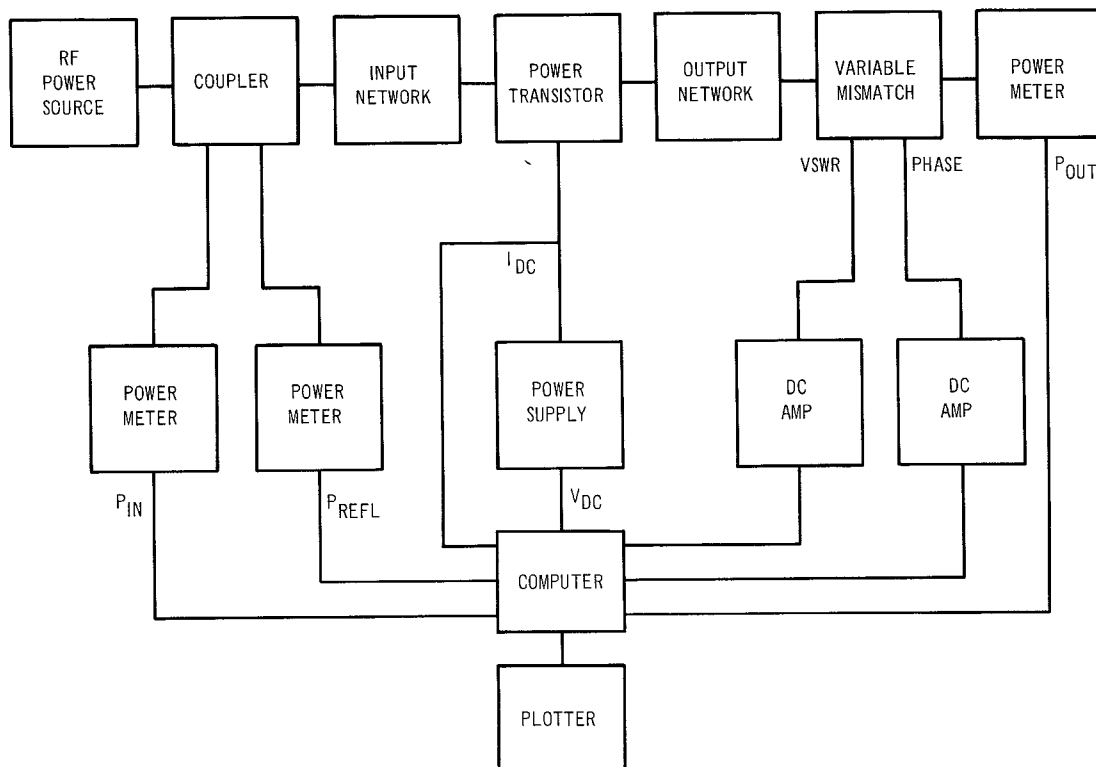 RF
POWER
SOURCE
COUPLER
INPUT
NETWORK
POWER
TRANSISTOR
OUTPUT
NETWORK
VARIABLE
MISMATCH
POWER
METER
VSWR
PHASE
POUT
IDC
POWER
METER
POWER
METER
POWER
SUPPLY
DC
AMP
DC
AMP
PIN
PREFL
VDC
COMPUTER
PLOTTER